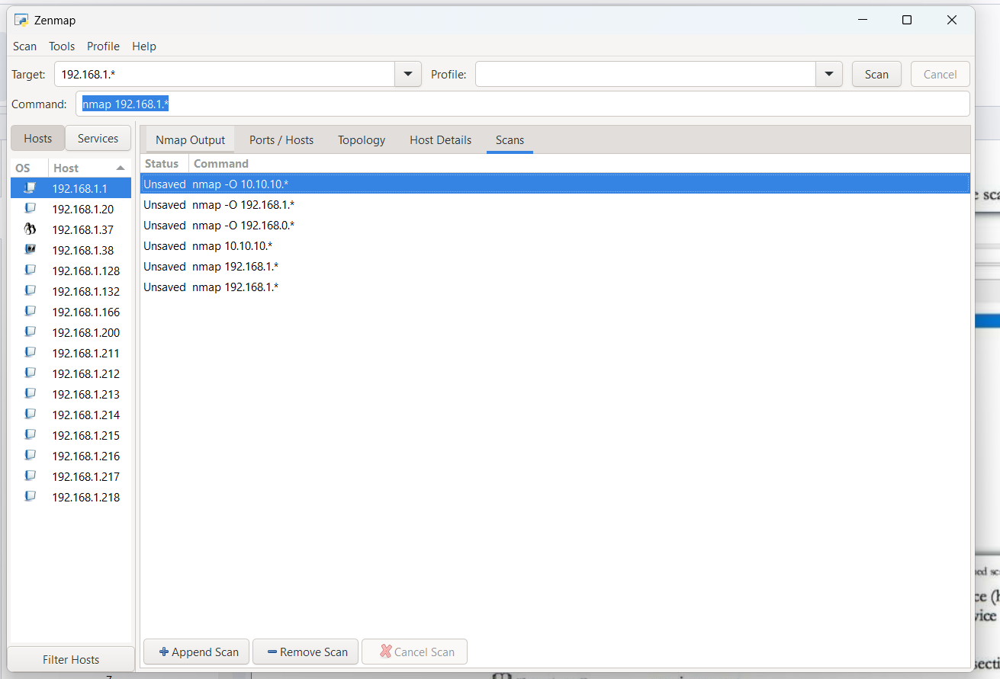 Zenmap
Scan Tools Profile Help
Target: 192.168.1.* Profile: Scan Cancel
Command: nmap 192.168.1.*
Hosts Services Nmap Output Ports / Hosts Topology Host Details Scans
OS Host Status Command
192.168.1.1 Unsaved nmap -O 10.10.10.*
192.168.1.20 Unsaved nmap -O 192.168.1.*
192.168.1.37 Unsaved nmap -O 192.168.0.*
192.168.1.38 Unsaved nmap 10.10.10.*
192.168.1.128 Unsaved nmap 192.168.1.*
192.168.1.132 Unsaved nmap 192.168.1.*
192.168.1.166
192.168.1.200
192.168.1.211
192.168.1.212
192.168.1.213
192.168.1.214
192.168.1.215
192.168.1.216
192.168.1.217
192.168.1.218
Append Scan Remove Scan Cancel Scan
Filter Hosts